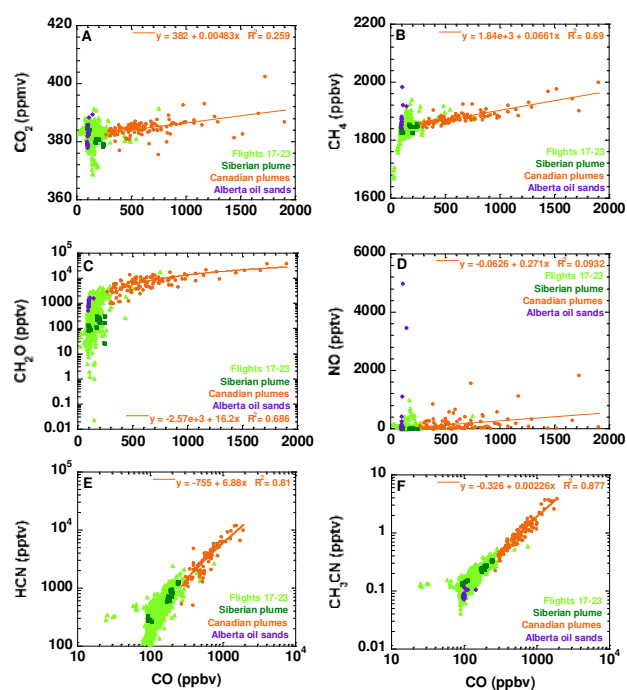 A
y = 382 + 0.00483x R²= 0.259
CO₂ (ppmv)
420
400
380
360
0
500
1000
1500
2000
Flights 17-23
Siberian plume
Canadian plumes
Alberta oil sands
B
y = 1.84e+3 + 0.0661x R²= 0.69
CH₄ (ppbv)
2200
2000
1800
1600
0
500
1000
1500
2000
Flights 17-23
Siberian plume
Canadian plumes
Alberta oil sands
C
CH₂O (pptv)
10⁵
10⁴
1000
100
10
1
0.1
0.01
0
500
1000
1500
2000
Flights 17-23
Siberian plume
Canadian plumes
Alberta oil sands
y = -2.57e+3 + 16.2x R²= 0.686
D
y = -0.0626 + 0.271x R²= 0.0932
Flights 17-23
Siberian plume
Canadian plumes
Alberta oil sands
NO (pptv)
6000
4000
2000
0
0
500
1000
1500
2000
E
y = -755 + 6.88x R²= 0.81
HCN (pptv)
10⁵
10⁴
1000
100
10
100
1000
10⁴
Flights 17-23
Siberian plume
Canadian plumes
Alberta oil sands
CO (ppbv)
F
y = -0.326 + 0.00226x R²= 0.877
CH₃CN (pptv)
10
1
0.1
0.01
10
100
1000
10⁴
Flights 17-23
Siberian plume
Canadian plumes
Alberta oil sands
CO (ppbv)